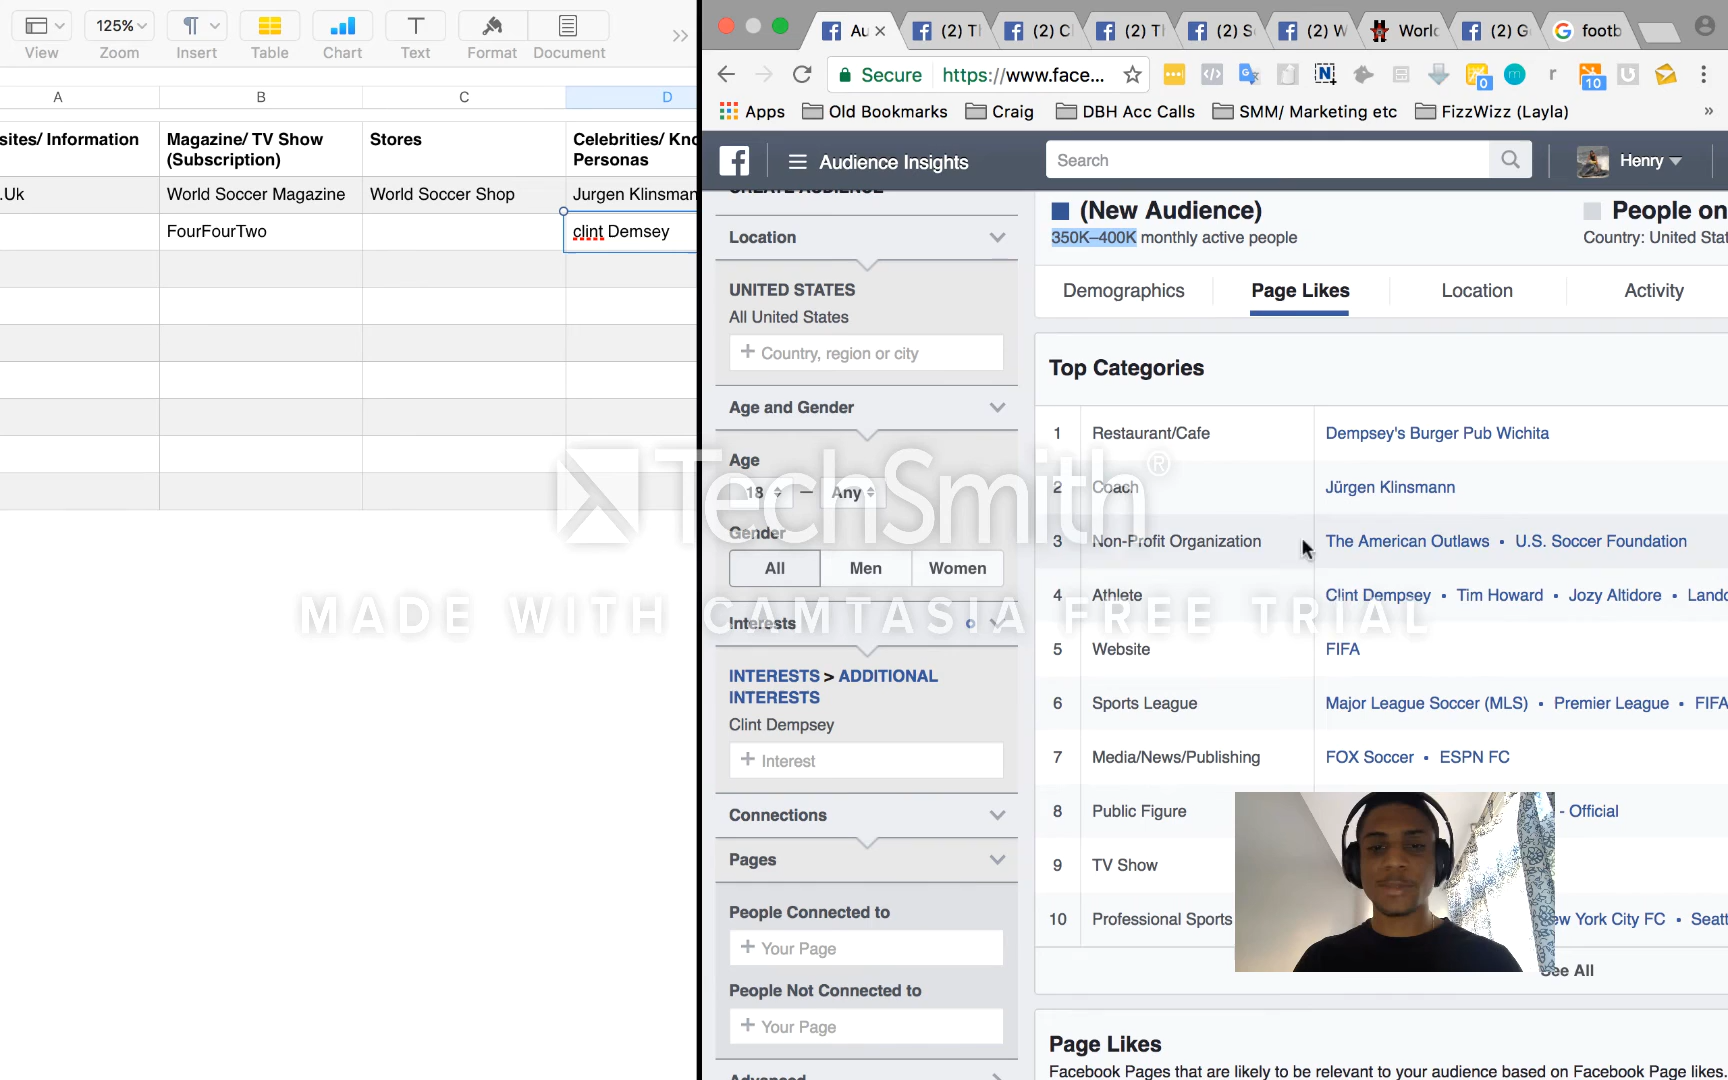 View
125%
Zoom
Insert
Table
Chart
Text
Format
Document
A
B
C
D
sites/ Information
Magazine/ TV Show
(Subscription)
Stores
Celebrities/ Kno
Personas
.Uk
World Soccer Magazine
World Soccer Shop
Jurgen Klinsman
FourFourTwo
clint Demsey
Au
(2) Tl
(2) C
(2) Tl
(2) S
(2) W
Worlc
(2) G
footb
Secure
https://www.face...
0
10
Apps
Old Bookmarks
Craig
DBH Acc Calls
SMM/ Marketing etc
FizzWizz (Layla)
Audience Insights
Search
Henry
CREATE AUDIENCE
Location
UNITED STATES
All United States
+ Country, region or city
Age and Gender
Age
18 — Any
Gender
All
Men
Women
Interests
INTERESTS > ADDITIONAL
INTERESTS
Clint Dempsey
+ Interest
Connections
Pages
People Connected to
+ Your Page
People Not Connected to
+ Your Page
Advanced
(New Audience)
350K–400K monthly active people
People on
Country: United Stat
Demographics
Page Likes
Location
Activity
Top Categories
1 Restaurant/Cafe Dempsey's Burger Pub Wichita
2 Coach Jürgen Klinsmann
3 Non-Profit Organization The American Outlaws • U.S. Soccer Foundation
4 Athlete Clint Dempsey • Tim Howard • Jozy Altidore • Lando
5 Website FIFA
6 Sports League Major League Soccer (MLS) • Premier League • FIFA
7 Media/News/Publishing FOX Soccer • ESPN FC
8 Public Figure - Official
9 TV Show
10 Professional Sports ew York City FC • Seatt
See All
Page Likes
Facebook Pages that are likely to be relevant to your audience based on Facebook Page likes.
TechSmith®
MADE WITH CAMTASIA FREE TRIAL